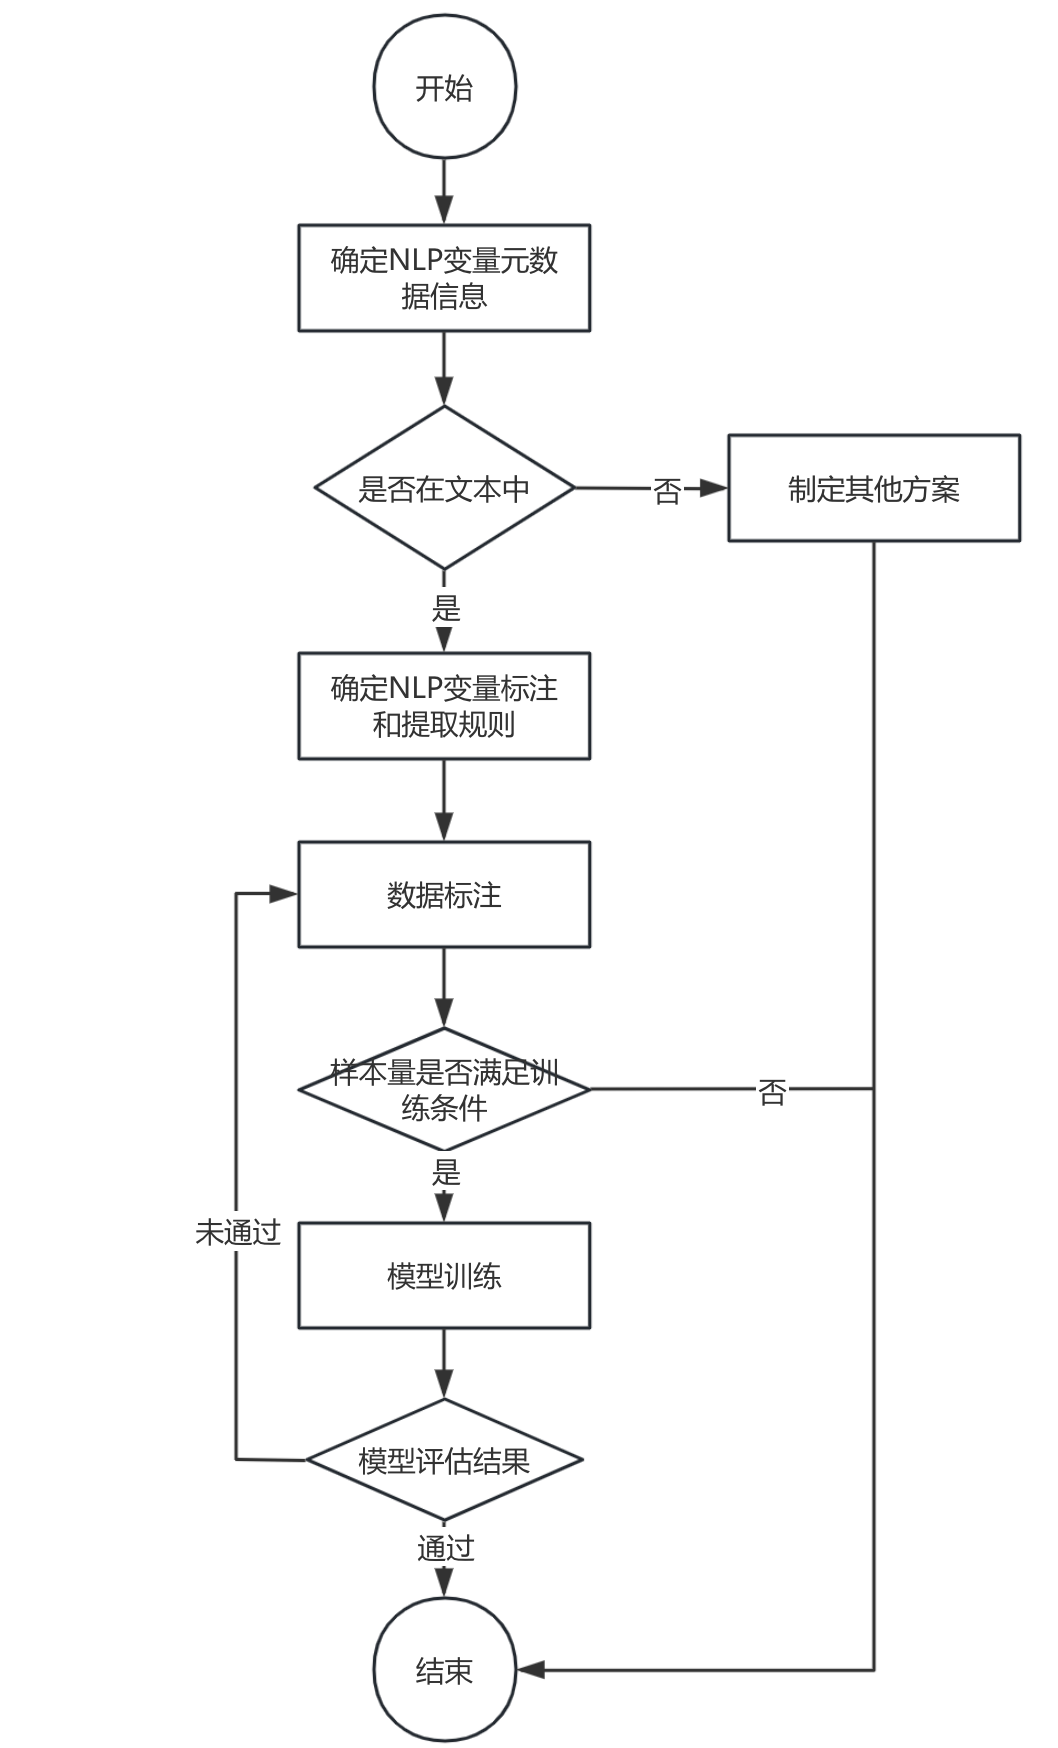 开始
确定NLP变量元数
据信息
是否在文本中
否
制定其他方案
是
确定NLP变量标注
和提取规则
数据标注
样本量是否满足训
练条件
否
是
未通过
模型训练
模型评估结果
通过
结束